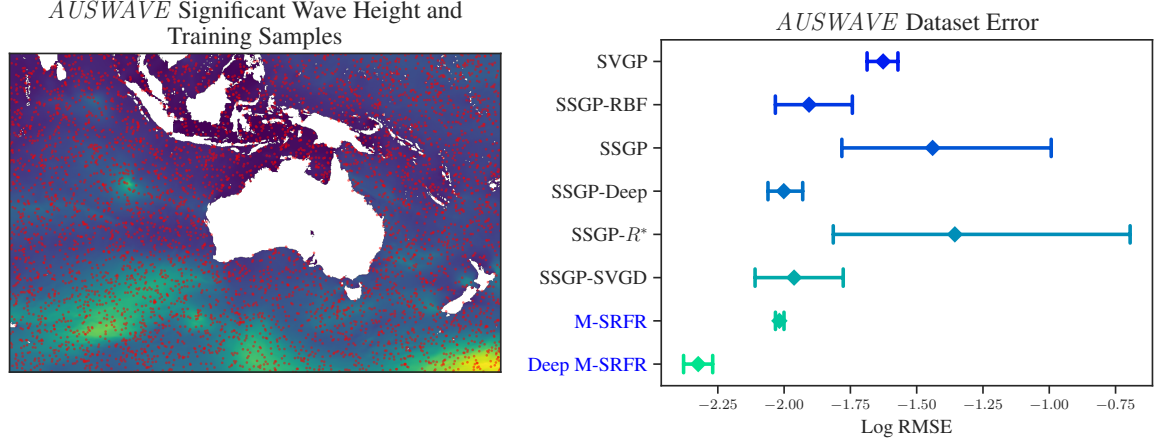 AUSWAVE Significant Wave Height and
Training Samples
AUSWAVE Dataset Error
SVGP
SSGP-RBF
SSGP
SSGP-Deep
SSGP-R*
SSGP-SVGD
M-SRFR
Deep M-SRFR
−2.25 −2.00 −1.75 −1.50 −1.25 −1.00 −0.75
Log RMSE